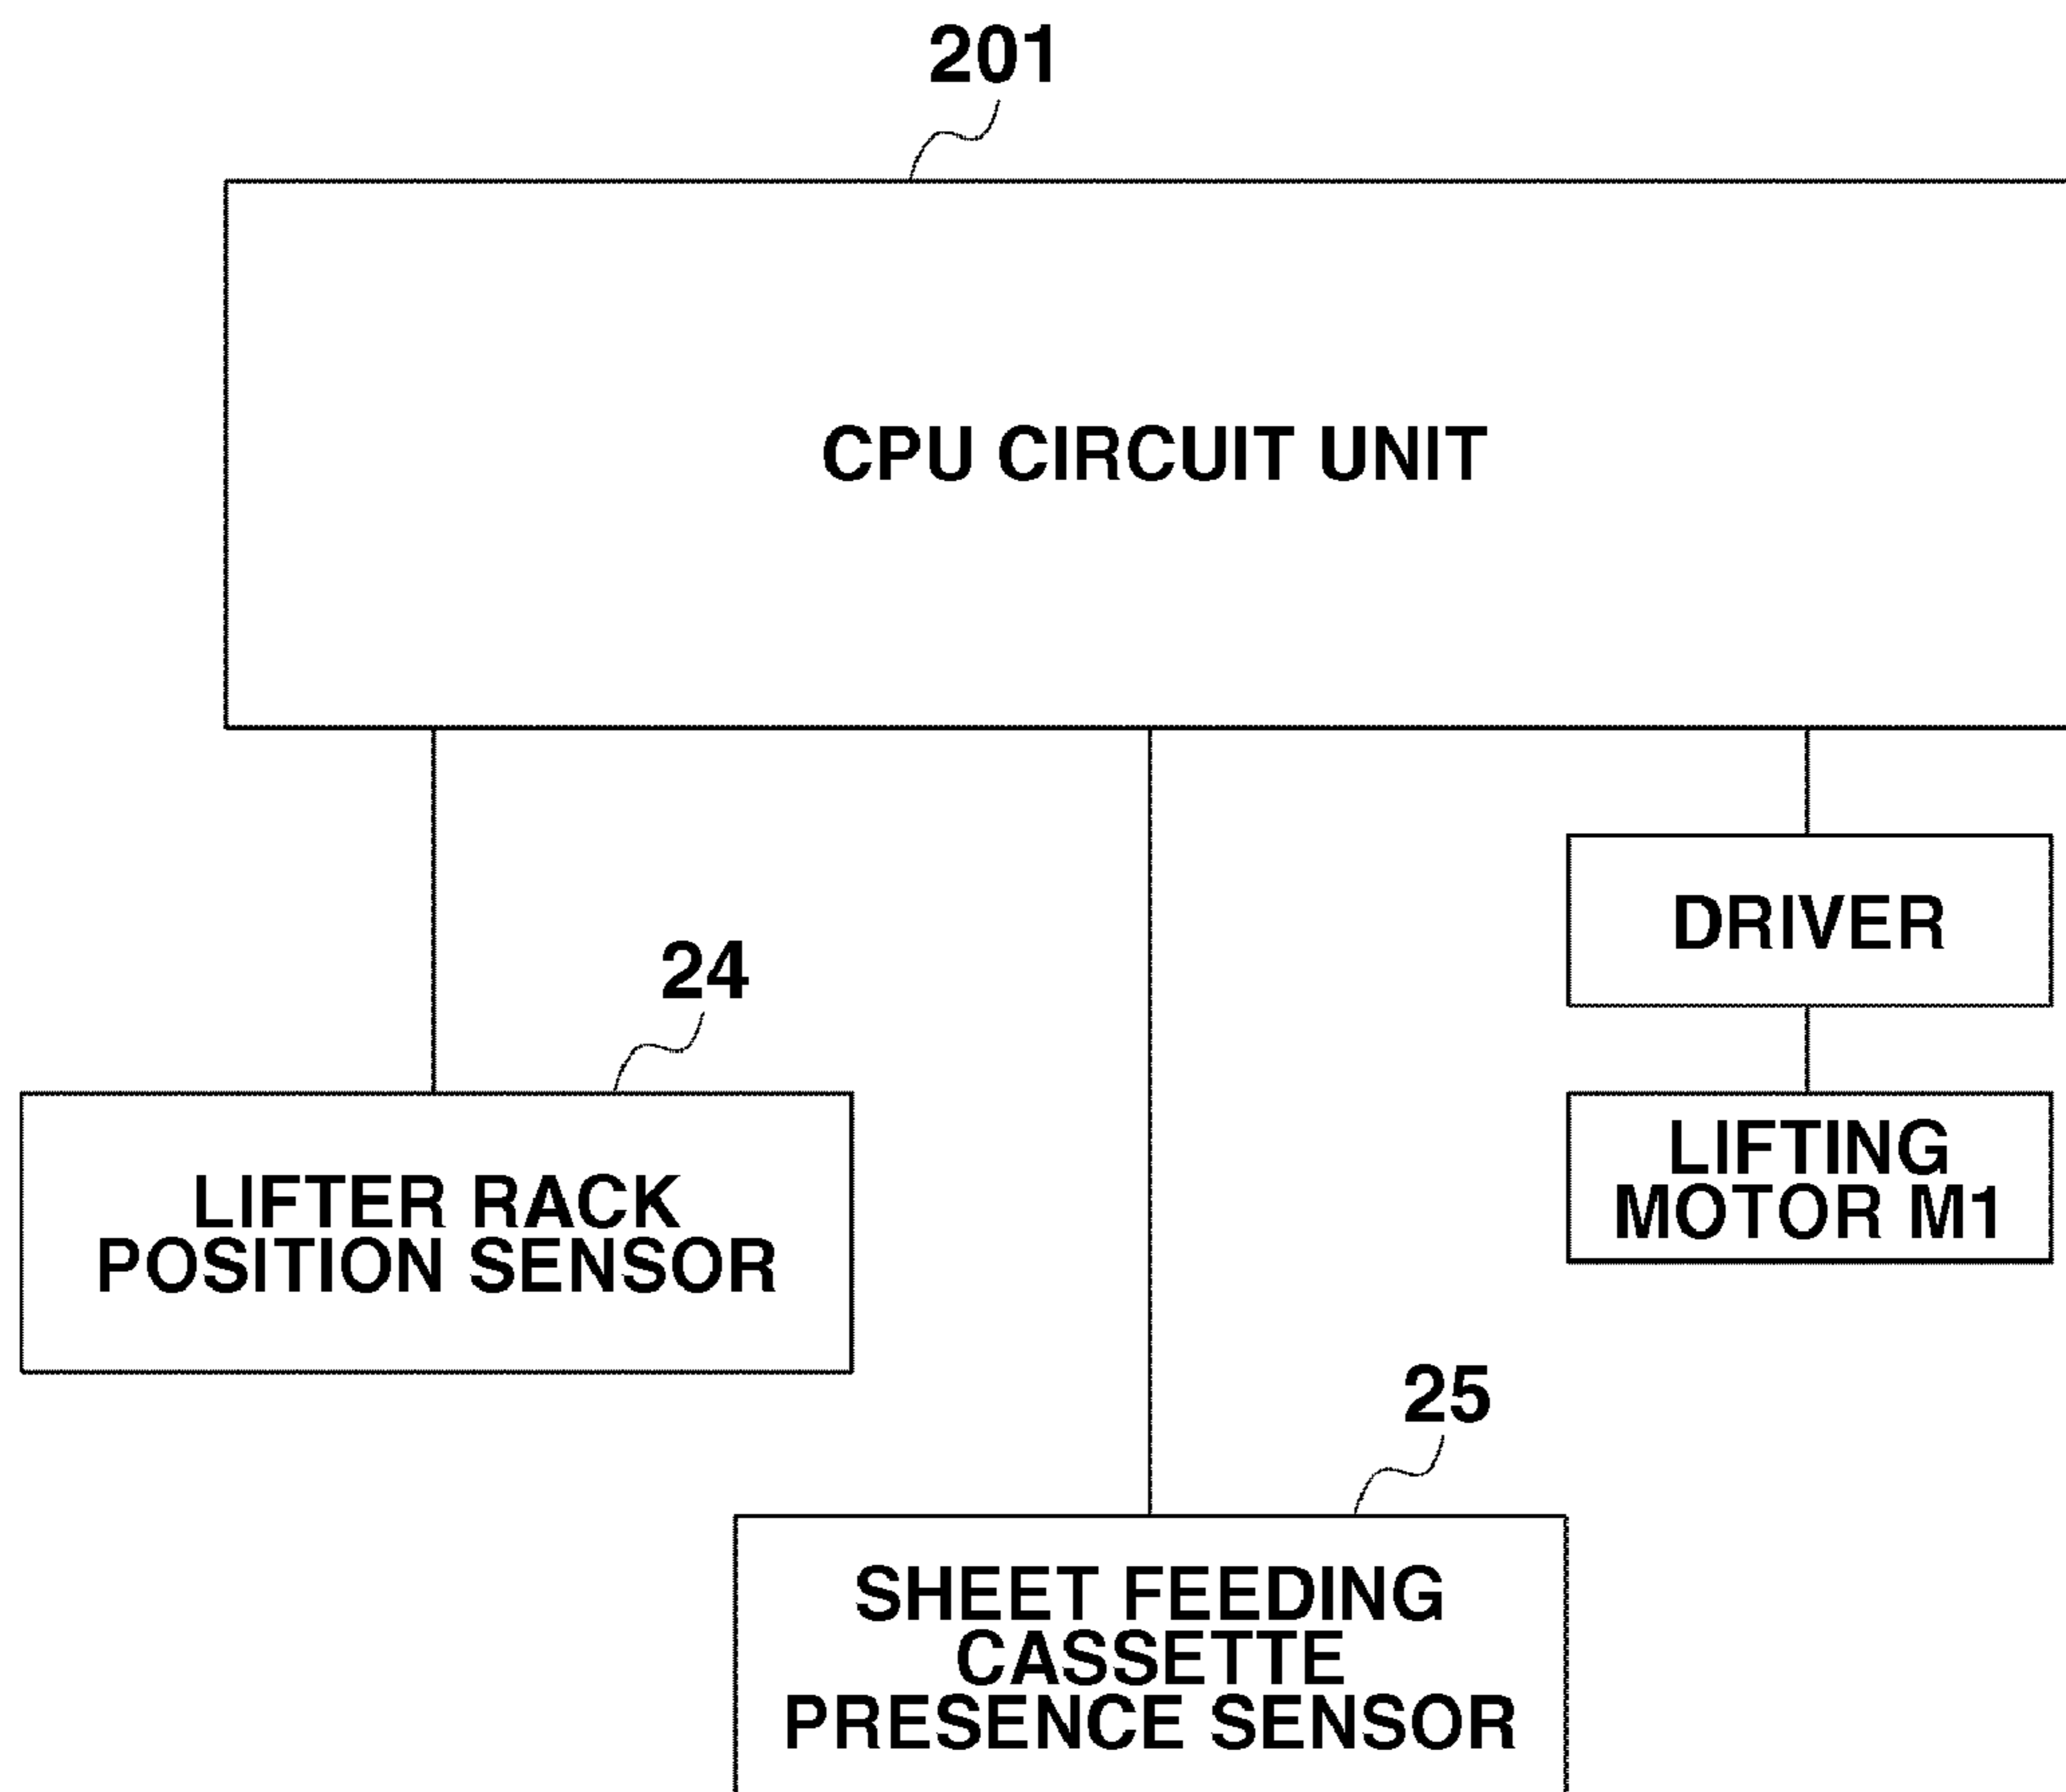 201
CPU CIRCUIT UNIT
DRIVER
24
LIFTING
MOTOR M1
LIFTER RACK
POSITION SENSOR
25
SHEET FEEDING
CASSETTE
PRESENCE SENSOR